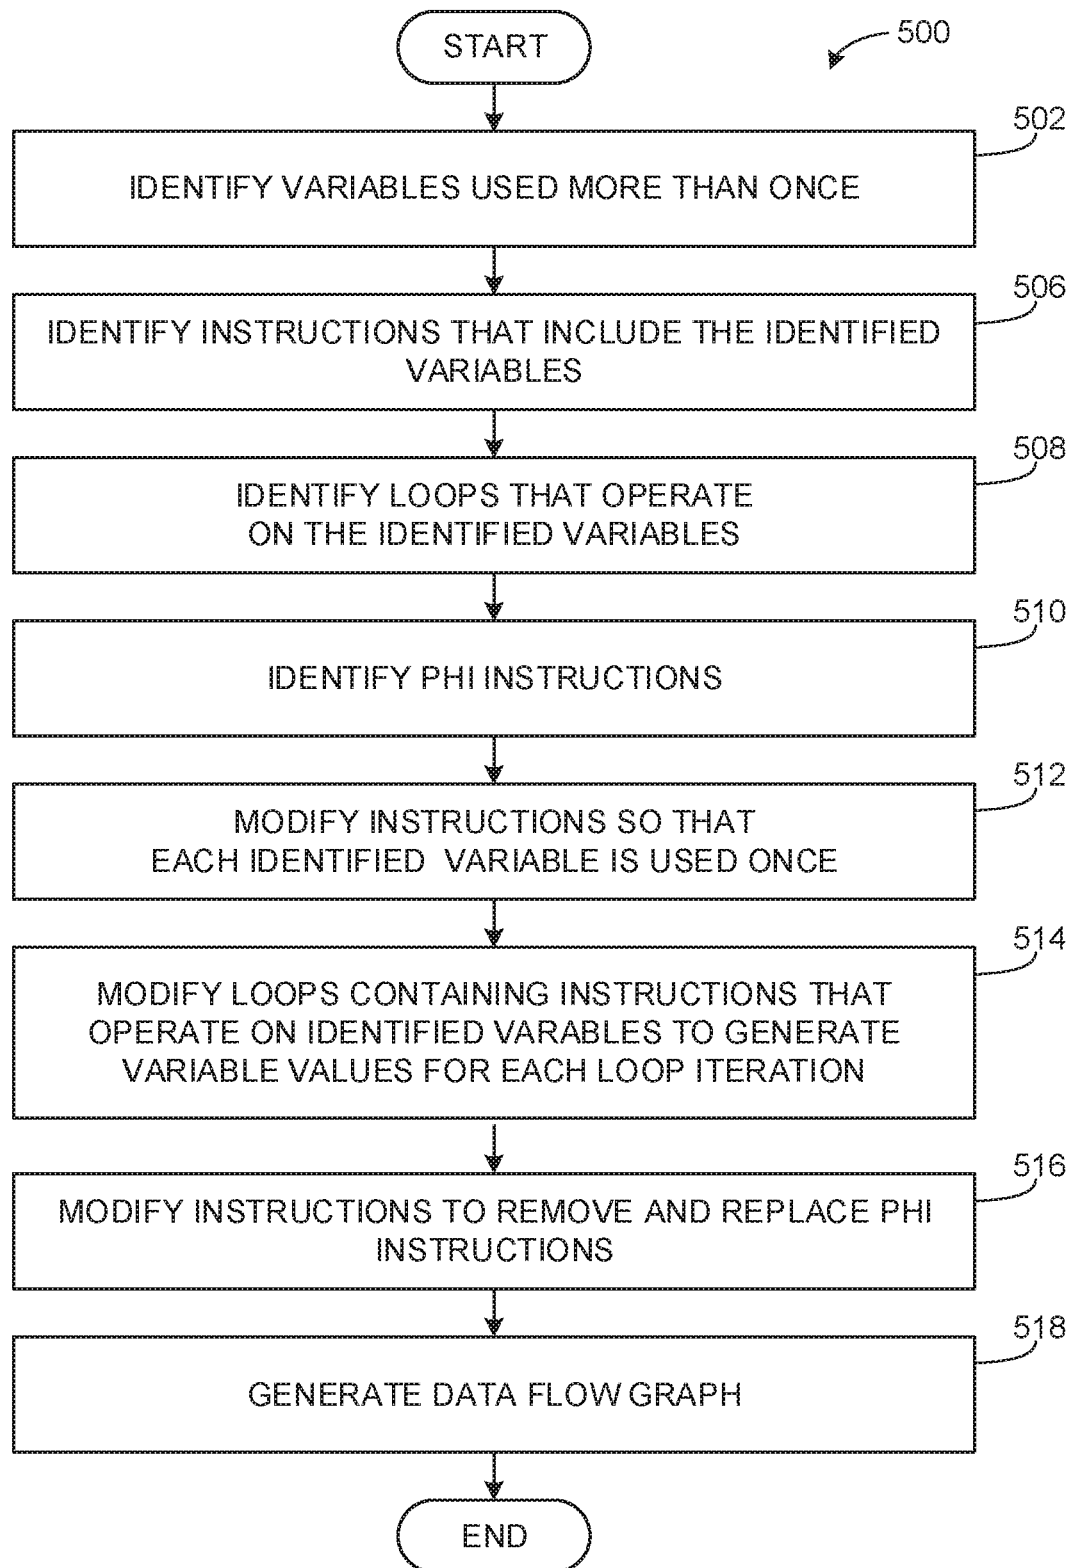 START
500
502
IDENTIFY VARIABLES USED MORE THAN ONCE
506
IDENTIFY INSTRUCTIONS THAT INCLUDE THE IDENTIFIED
VARIABLES
508
IDENTIFY LOOPS THAT OPERATE
ON THE IDENTIFIED VARIABLES
510
IDENTIFY PHI INSTRUCTIONS
512
MODIFY INSTRUCTIONS SO THAT
EACH IDENTIFIED VARIABLE IS USED ONCE
514
MODIFY LOOPS CONTAINING INSTRUCTIONS THAT
OPERATE ON IDENTIFIED VARABLES TO GENERATE
VARIABLE VALUES FOR EACH LOOP ITERATION
516
MODIFY INSTRUCTIONS TO REMOVE AND REPLACE PHI
INSTRUCTIONS
518
GENERATE DATA FLOW GRAPH
END